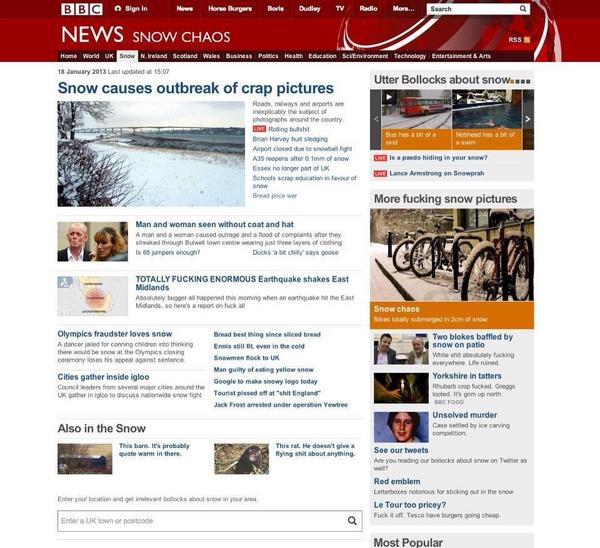 BBC Sign in News Horse Burgers Boris Dudley TV Radio More... Search
NEWS SNOW CHAOS
RSS
Home World UK Snow N. Ireland Scotland Wales Business Politics Health Education Sci/Environment Technology Entertainment & Arts
18 January 2013 Last updated at 15:07
Snow causes outbreak of crap pictures
Roads, railways and airports are
inexplicably the subject of
photographs around the country.
LIVE Rolling bullshit
Brian Harvey hurt sledging
Airport closed due to snowball fight
A35 reopens after 0.1mm of snow
Essex no longer part of UK
Schools scrap education in favour of
snow
Bread price war
Man and woman seen without coat and hat
A man and a woman caused outrage and a flood of complaints after they
streaked through Bulwell town centre wearing just three layers of clothing.
Is 65 jumpers enough?
Ducks 'a bit chilly' says goose
TOTALLY FUCKING ENORMOUS Earthquake shakes East
Midlands
Absolutely bugger all happened this morning when an earthquake hit the East
Midlands, so here's a report on fuck all
Olympics fraudster loves snow
A dancer jailed for conning children into thinking
there would be snow at the Olympics closing
ceremony loses his appeal against sentence.
Cities gather inside igloo
Council leaders from several major cities around the
UK gather in igloo to discuss nationwide snow fight
Bread best thing since sliced bread
Ennis still fit, even in the cold
Snowmen flock to UK
Man guilty of eating yellow snow
Google to make snowy logo today
Tourist pissed off at "shit England"
Jack Frost arrested under operation Yewtree
Also in the Snow
This barn. It's probably
quote warm in there.
This rat. He doesn't give a
flying shit about anything.
Enter your location and get irrelevant bollocks about snow in your area.
Enter a UK town or postcode
Utter Bollocks about snow
Bus has a bit of a
skid
Nobhead has a bit of
a swim
LIVE Is a paedo hiding in your snow?
LIVE Lance Armstrong on Snowprah
More fucking snow pictures
Snow chaos
Bikes totally submerged in 2cm of snow
Two blokes baffled by
snow on patio
White shit absolutely fucking
everywhere. Life ruined.
Yorkshire in tatters
Rhubarb crop fucked. Greggs
looted. It's grim up north.
BBC FOOD
Unsolved murder
Case settled by ice carving
competition.
See our tweets
Are you reading our bollocks about snow on Twitter as
well?
Red emblem
Letterboxes notorious for sticking out in the snow
Le Tour too pricey?
Fuck it off. Tesco have burgers going cheap.
Most Popular